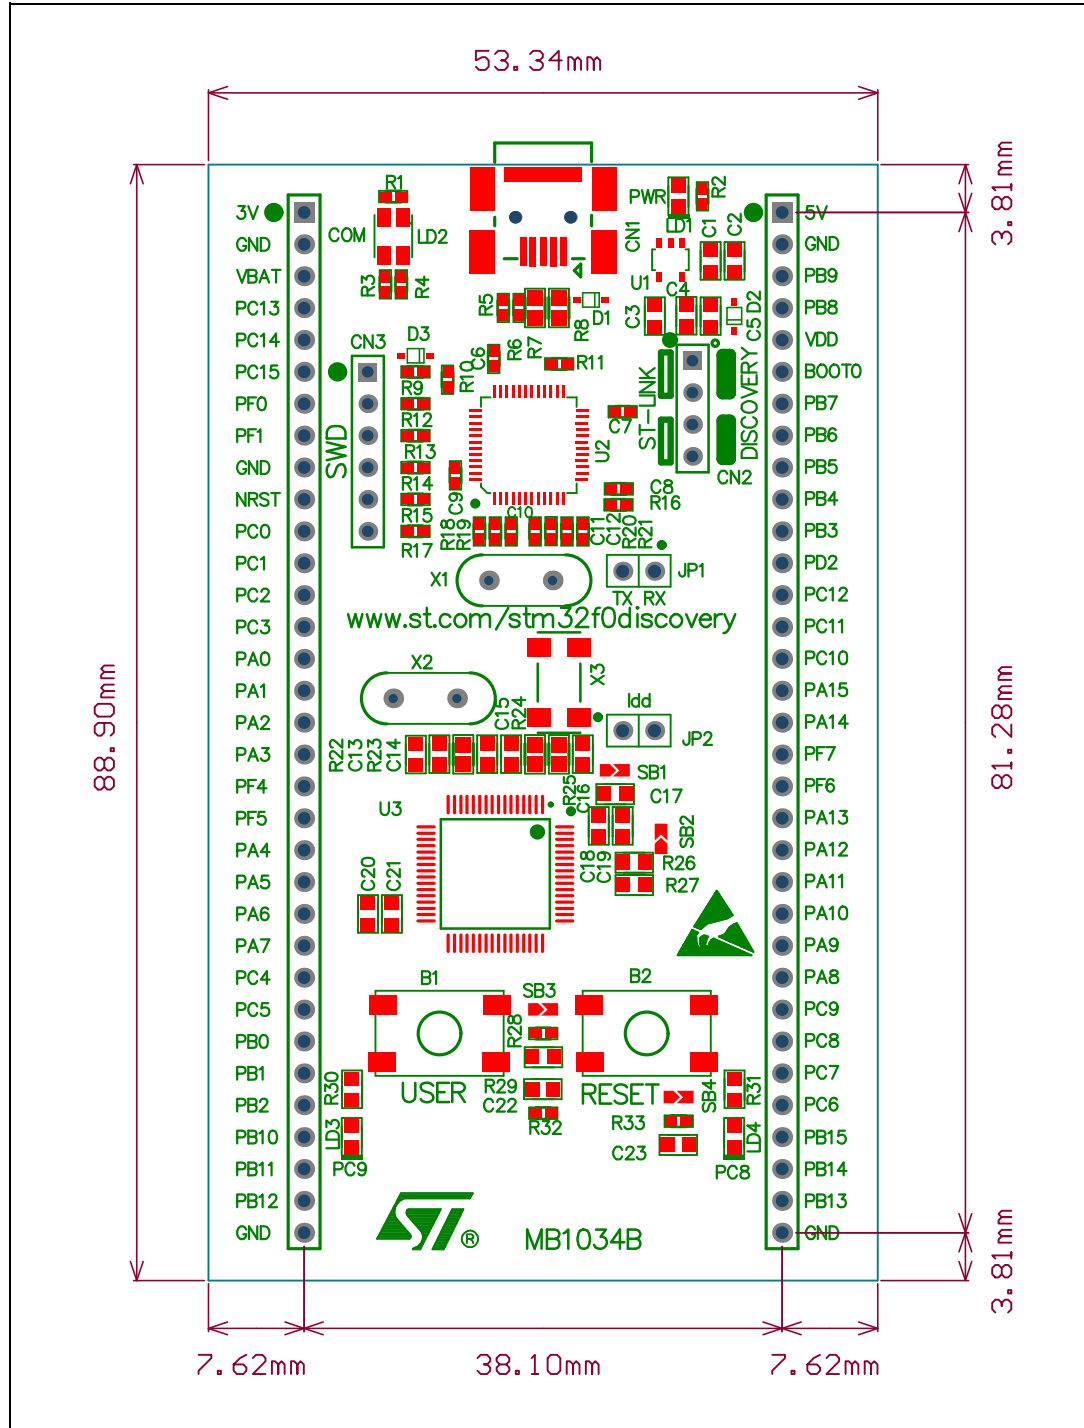 53.34mm
3.81mm
88.90mm
81.28mm
3.81mm
7.62mm
38.10mm
7.62mm
3V
GND
VBAT
PC13
PC14
PC15
PF0
PF1
GND
NRST
PC0
PC1
PC2
PC3
PA0
PA1
PA2
PA3
PF4
PF5
PA4
PA5
PA6
PA7
PC4
PC5
PB0
PB1
PB2
PB10
PB11
PB12
GND
5V
GND
PB9
PB8
VDD
BOOT0
PB7
PB6
PB5
PB4
PB3
PD2
PC12
PC11
PC10
PA15
PA14
PF7
PF6
PA13
PA12
PA11
PA10
PA9
PA8
PC9
PC8
PC7
PC6
PB15
PB14
PB13
GND
R1
COM
LD2
R3
R4
PWR
R2
LD1
CN1
C1
C2
U1
C4
C3
C5
D2
R5
R6
R7
R8
D1
D3
CN3
C6
R11
R10
R9
R12
R13
R14
R15
R17
SWD
C9
U2
C7
ST-LINK
DISCOVERY
CN2
C8
R16
C10
R18
R19
C11
C12
R20
R21
X1
JP1
TX
RX
www.st.com/stm32f0discovery
X2
X3
C15
R24
Idd
JP2
R22
C13
R23
C14
SB1
R25
C16
C17
U3
SB2
C18
C19
R26
R27
C20
C21
B1
SB3
B2
R28
USER
R29
C22
R32
RESET
SB4
R33
C23
R30
LD3
PC9
R31
LD4
PC8
ST
®
MB1034B